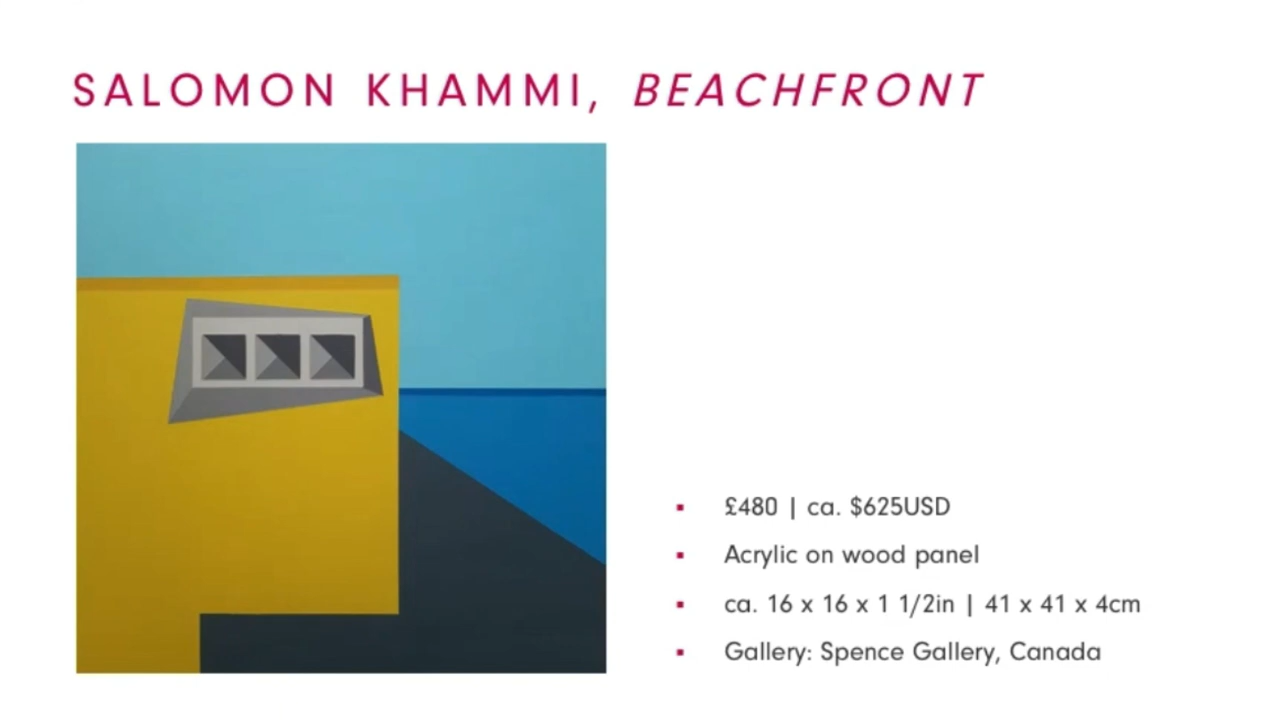 SALOMON KHAMMI, BEACHFRONT
£480 | ca. $625USD
Acrylic on wood panel
ca. 16 x 16 x 1 1/2in | 41 x 41 x 4cm
Gallery: Spence Gallery, Canada